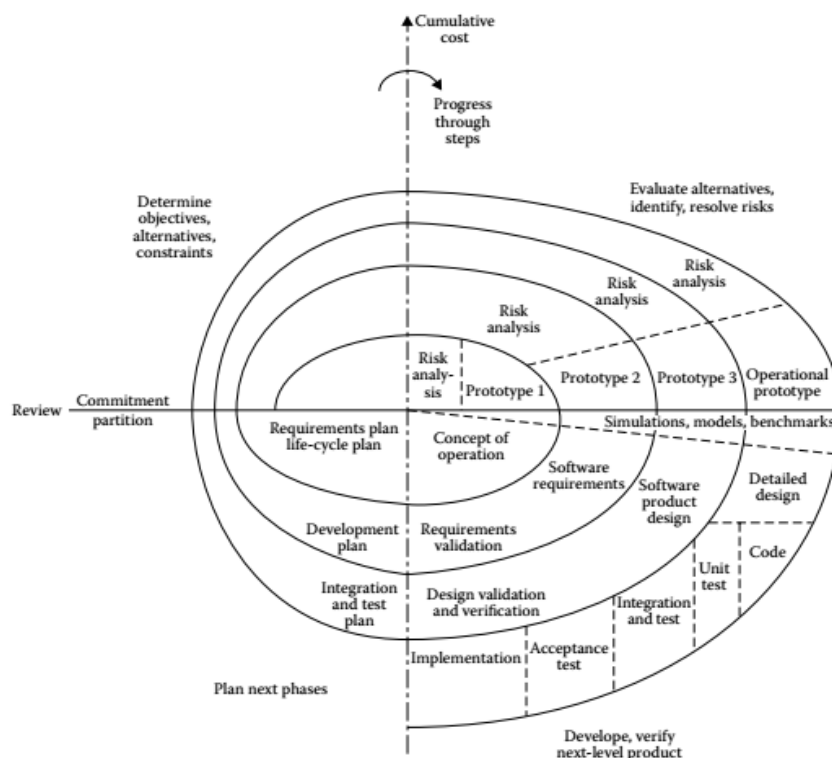 Cumulative
cost
Progress
through
steps
Determine
objectives,
alternatives,
constraints
Evaluate alternatives,
identify, resolve risks
Risk
analysis
Risk
analysis
Risk
analysis
Risk
analy-
sis
Prototype 1
Prototype 2
Prototype 3
Operational
prototype
Review
Commitment
partition
Simulations, models, benchmarks
Requirements plan
life-cycle plan
Concept of
operation
Software
requirements
Software
product
design
Detailed
design
Development
plan
Requirements
validation
Code
Unit
test
Integration
and test
plan
Design validation
and verification
Integration
and test
Acceptance
test
Implementation
Plan next phases
Develope, verify
next-level product